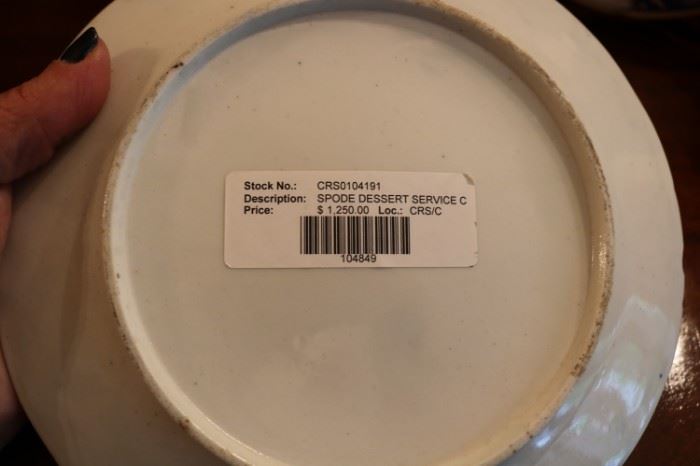 Stock No.: CRS0104191
Description: SPODE DESSERT SERVICE C
Price: $ 1,250.00 Loc.: CRS/C
104849